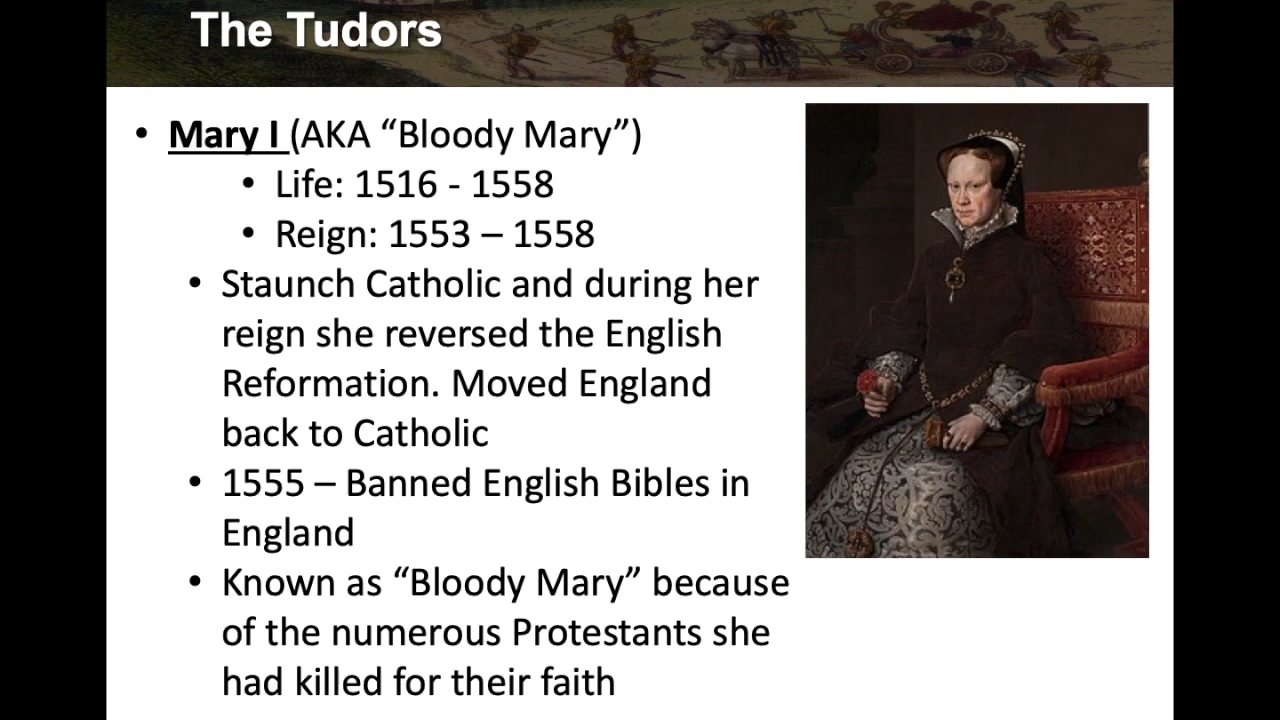 The Tudors
• Mary I (AKA “Bloody Mary”)
• Life: 1516 - 1558
• Reign: 1553 – 1558
• Staunch Catholic and during her
reign she reversed the English
Reformation. Moved England
back to Catholic
• 1555 – Banned English Bibles in
England
• Known as “Bloody Mary” because
of the numerous Protestants she
had killed for their faith